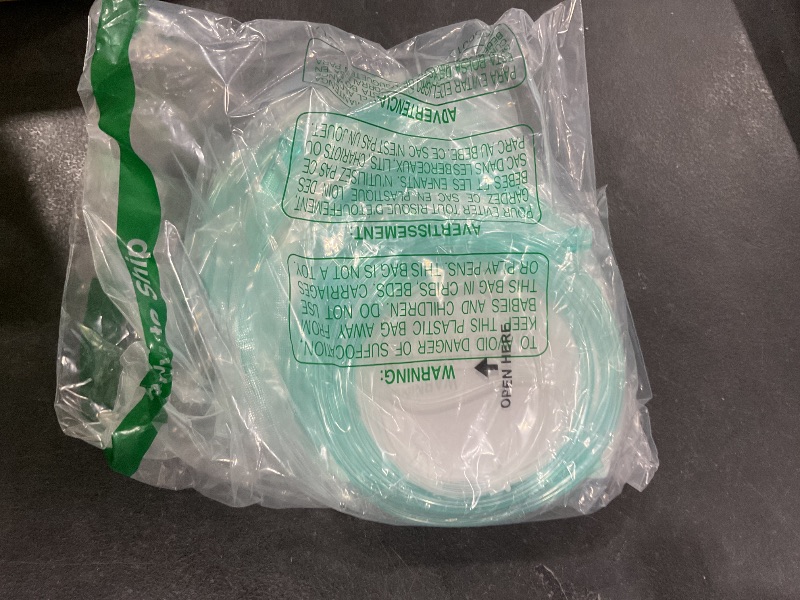 WARNING:
TO AVOID DANGER OF SUFFOCATION,
KEEP THIS PLASTIC BAG AWAY FROM
BABIES AND CHILDREN. DO NOT USE
THIS BAG IN CRIBS, BEDS, CARRIAGES
OR PLAY PENS. THIS BAG IS NOT A TOY.
AVERTISSEMENT:
POUR EVITER TOUT RISQUE D'ETOUFFEMENT,
GARDEZ CE SAC EN PLASTIQUE LOIN DES
BEBES ET LES ENFANTS. N'UTILISEZ PAS CE
SAC DANS LES BERCEAUX, LITS, CHARIOTS OU
PARC AU BEBE. CE SAC N'EST PAS UN JOUET.
ADVERTENCIA
PARA EVITAR
OPEN HERE
ship